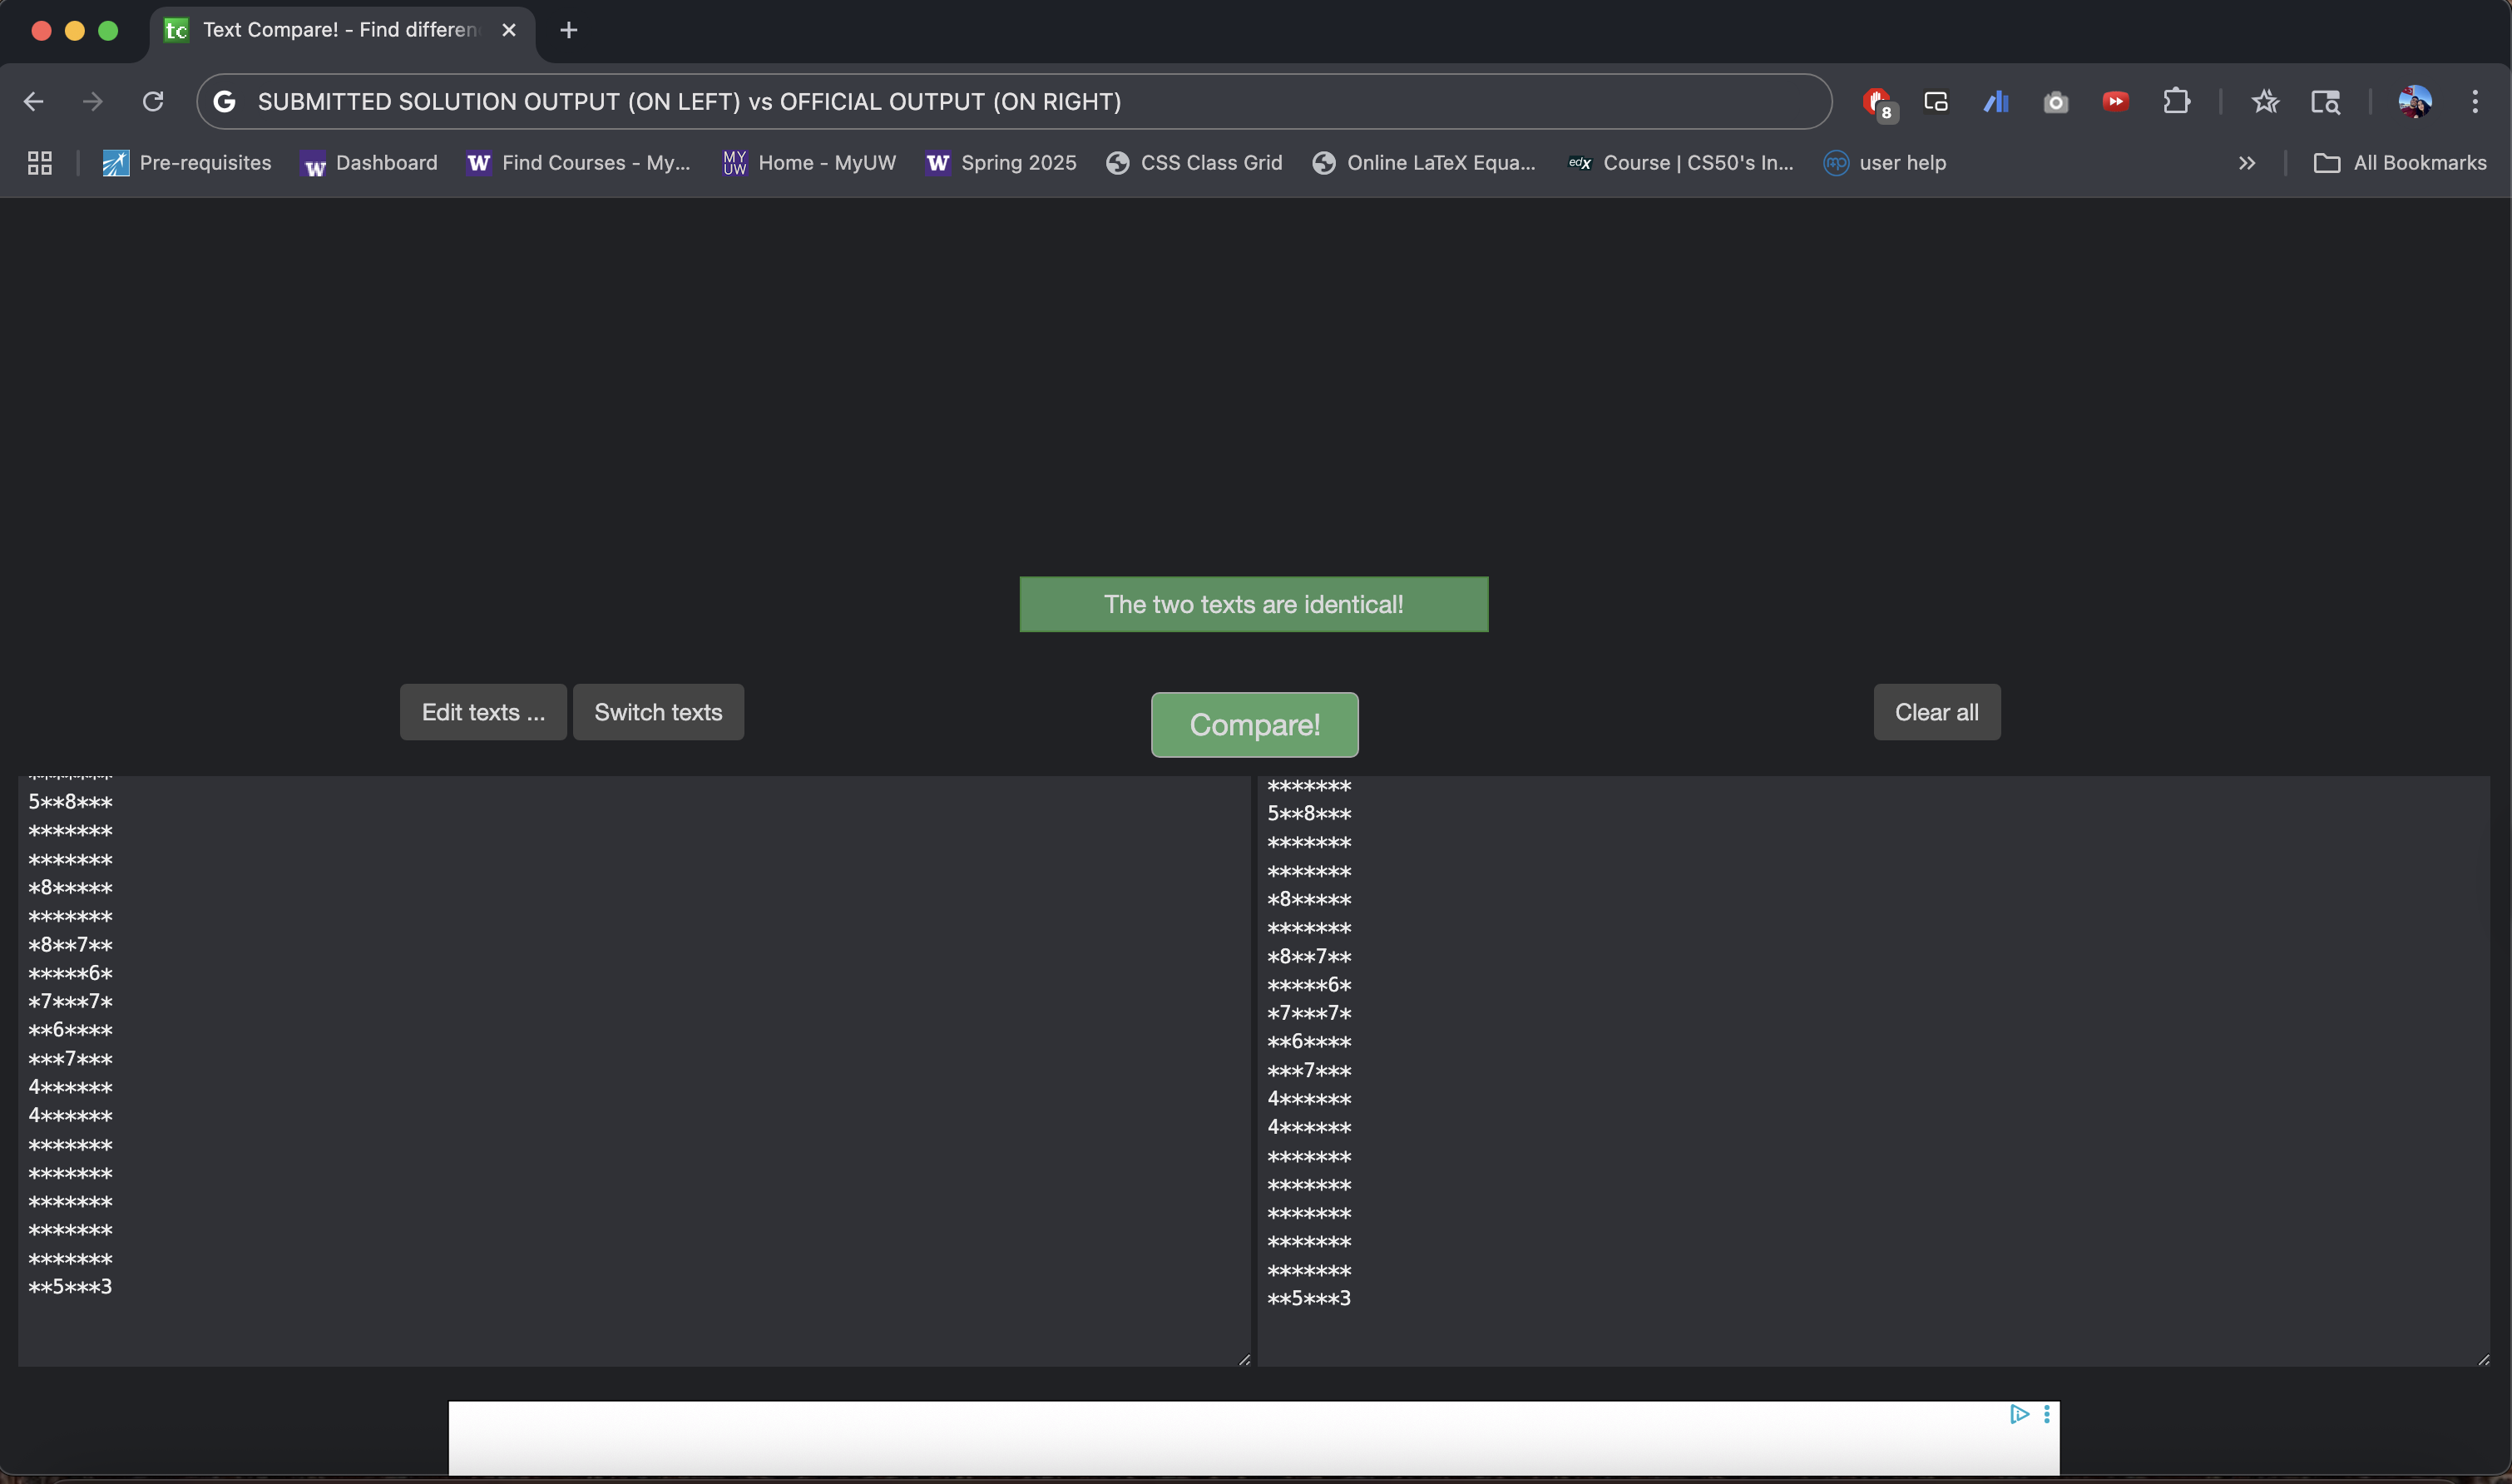 Text Compare! - Find differen
SUBMITTED SOLUTION OUTPUT (ON LEFT) vs OFFICIAL OUTPUT (ON RIGHT)
8
Pre-requisites
Dashboard
Find Courses - My...
MY UW
Home - MyUW
Spring 2025
CSS Class Grid
Online LaTeX Equa...
edX
Course | CS50's In...
user help
All Bookmarks
The two texts are identical!
Edit texts ...
Switch texts
Compare!
Clear all
*******
5**8***
*******
*******
*8*****
*******
*8**7**
*****6*
*7***7*
**6****
***7***
4******
4******
*******
*******
*******
*******
*******
**5***3
*******
5**8***
*******
*******
*8*****
*******
*8**7**
*****6*
*7***7*
**6****
***7***
4******
4******
*******
*******
*******
*******
*******
**5***3